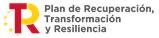 Plan de Recuperación,
Transformación
y Resiliencia